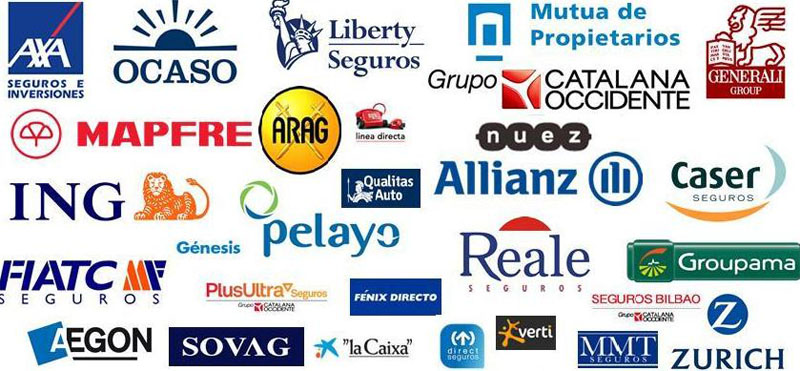 AXA
SEGUROS E
INVERSIONES
OCASO
Liberty
Seguros
Mutua de
Propietarios
Grupo CATALANA
OCCIDENTE
GENERALI
GROUP
MAPFRE
ARAG
linea directa
nuez
Allianz
Caser
SEGUROS
ING
Qualitas
Auto
Génesis
pelayo
Reale
SEGUROS
Groupama
FIATC
SEGUROS
PlusUltra Seguros
Grupo CATALANA
OCCIDENTE
FÉNIX DIRECTO
SEGUROS BILBAO
Grupo CATALANA
OCCIDENTE
AEGON
SOVAG
"la Caixa"
direct
seguros
verti
MMT
SEGUROS
Z
ZURICH